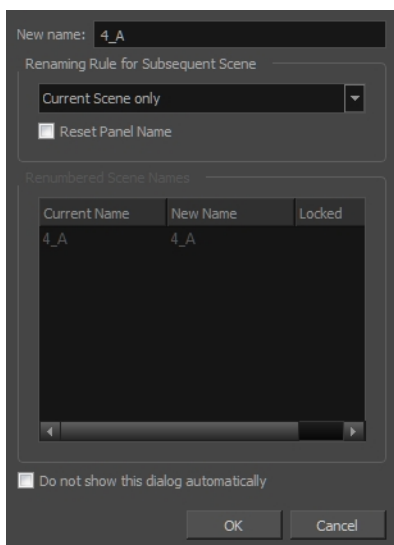 New name: 4_A
Renaming Rule for Subsequent Scene
Current Scene only
Reset Panel Name
Renumbered Scene Names
Current Name New Name Locked
4_A 4_A
Do not show this dialog automatically
OK Cancel